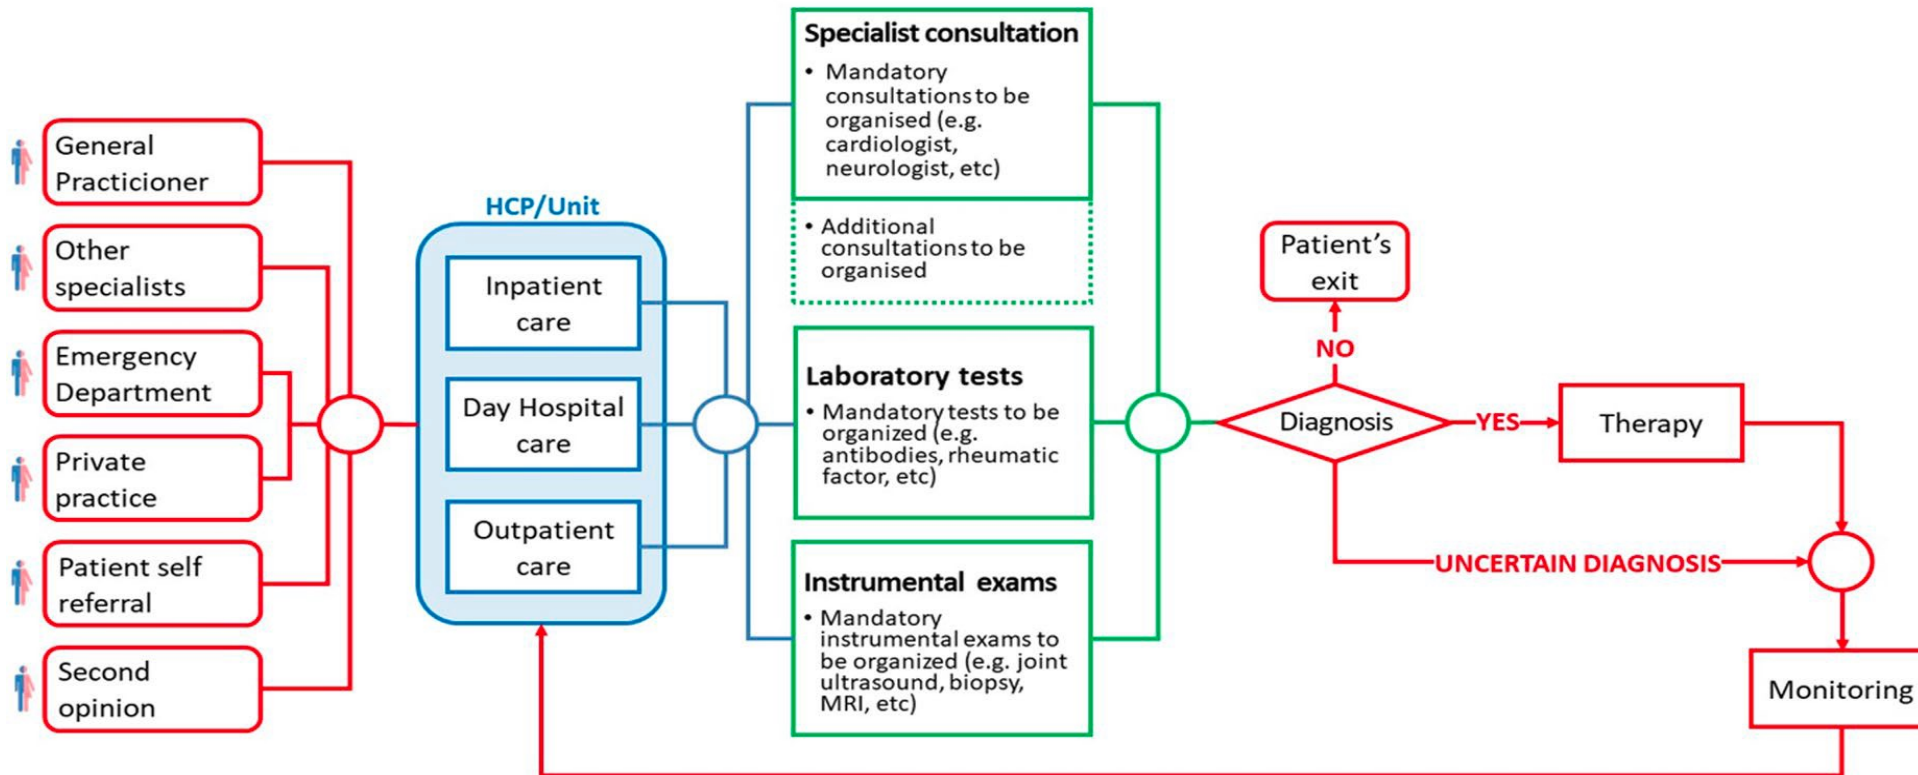 General
Practicioner
Other
specialists
Emergency
Department
Private
practice
Patient self
referral
Second
opinion
HCP/Unit
Inpatient
care
Day Hospital
care
Outpatient
care
Specialist consultation
• Mandatory
consultations to be
organised (e.g.
cardiologist,
neurologist, etc)
• Additional
consultations to be
organised
Laboratory tests
• Mandatory tests to be
organized (e.g.
antibodies, rheumatic
factor, etc)
Instrumental exams
• Mandatory
instrumental exams to
be organized (e.g. joint
ultrasound, biopsy,
MRI, etc)
Patient's
exit
NO
Diagnosis
YES
Therapy
UNCERTAIN DIAGNOSIS
Monitoring